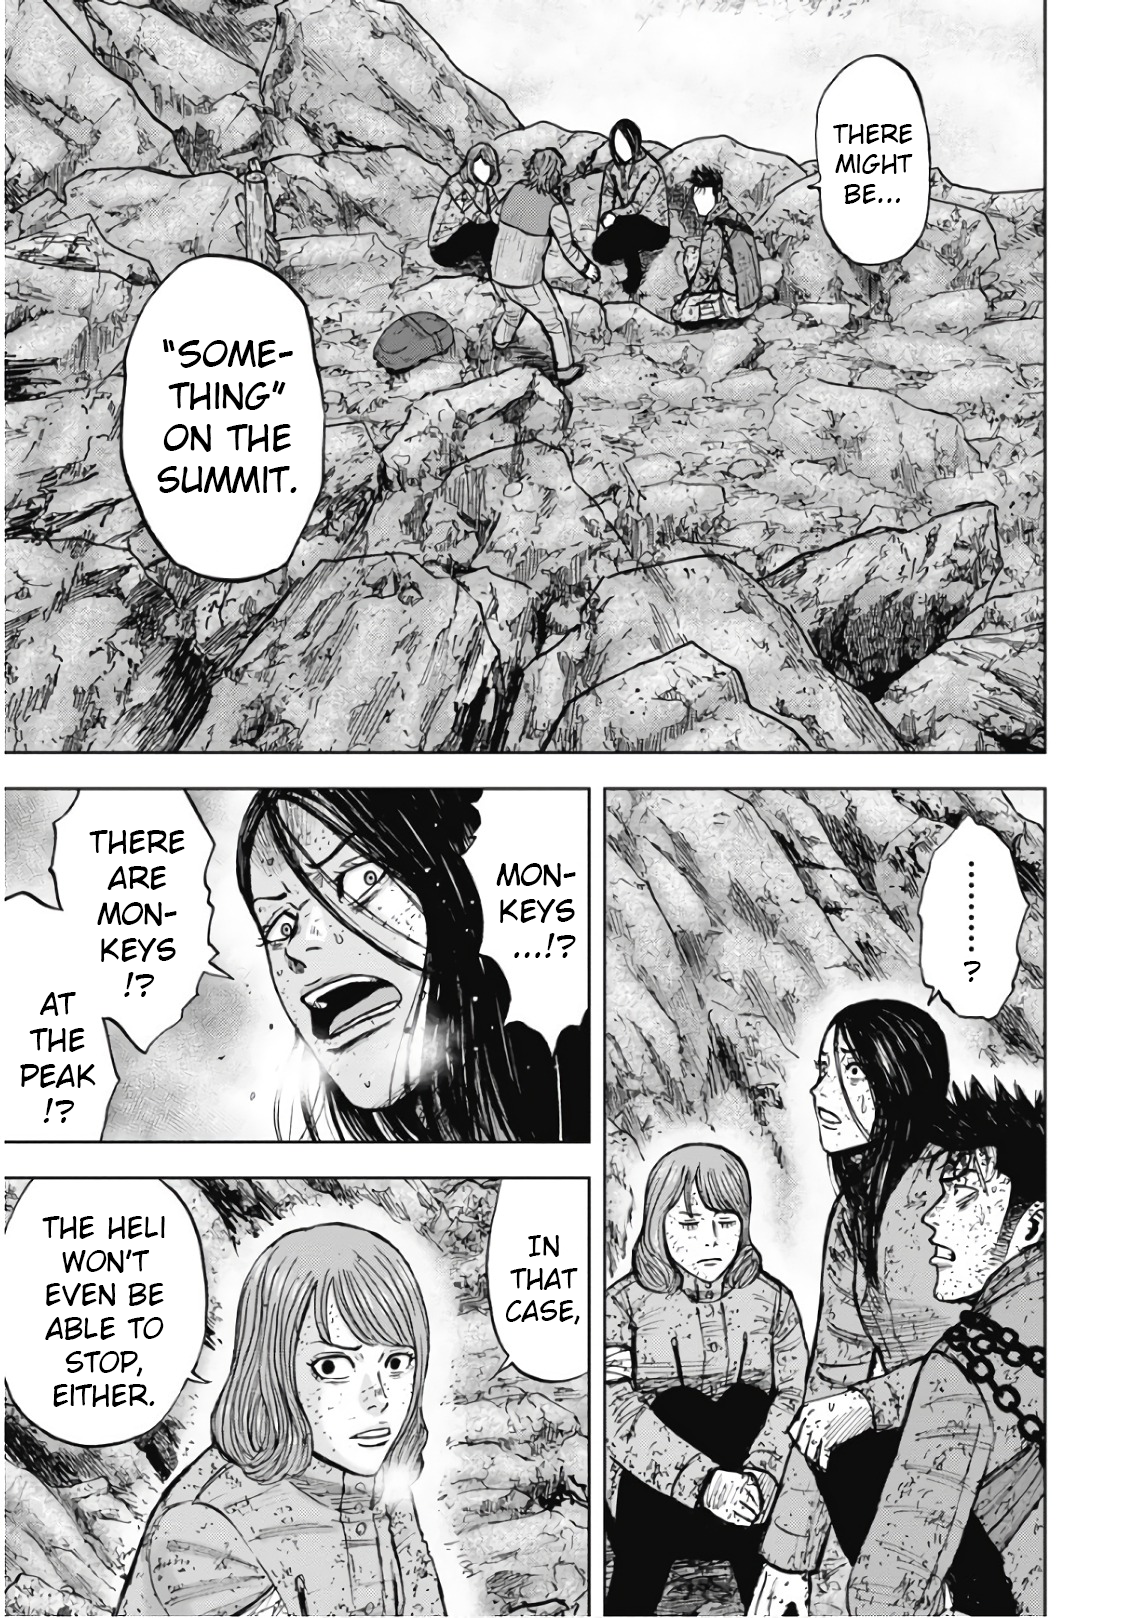 THERE
MIGHT
BE...
"SOME-
THING"
ON THE
SUMMIT.
.........?
MON-
KEYS
...!?
THERE
ARE
MON-
KEYS
!?
AT
THE
PEAK
!?
IN
THAT
CASE,
THE HELI
WON'T
EVEN BE
ABLE TO
STOP,
EITHER.